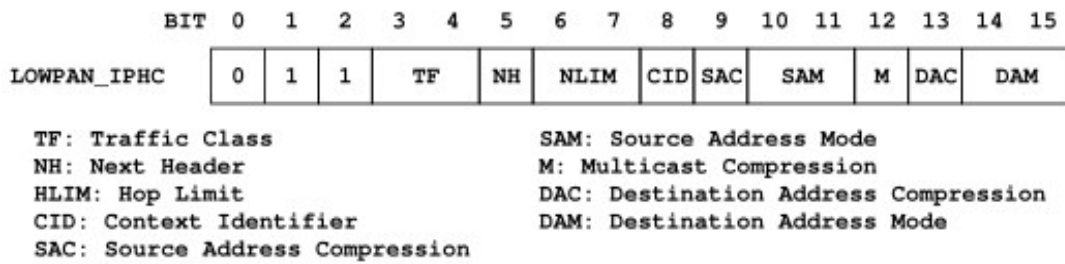 BIT 0 1 2 3 4 5 6 7 8 9 10 11 12 13 14 15
LOWPAN_IPHC 0 1 1 TF NH NLIM CID SAC SAM M DAC DAM
TF: Traffic Class SAM: Source Address Mode
NH: Next Header M: Multicast Compression
HLIM: Hop Limit DAC: Destination Address Compression
CID: Context Identifier DAM: Destination Address Mode
SAC: Source Address Compression